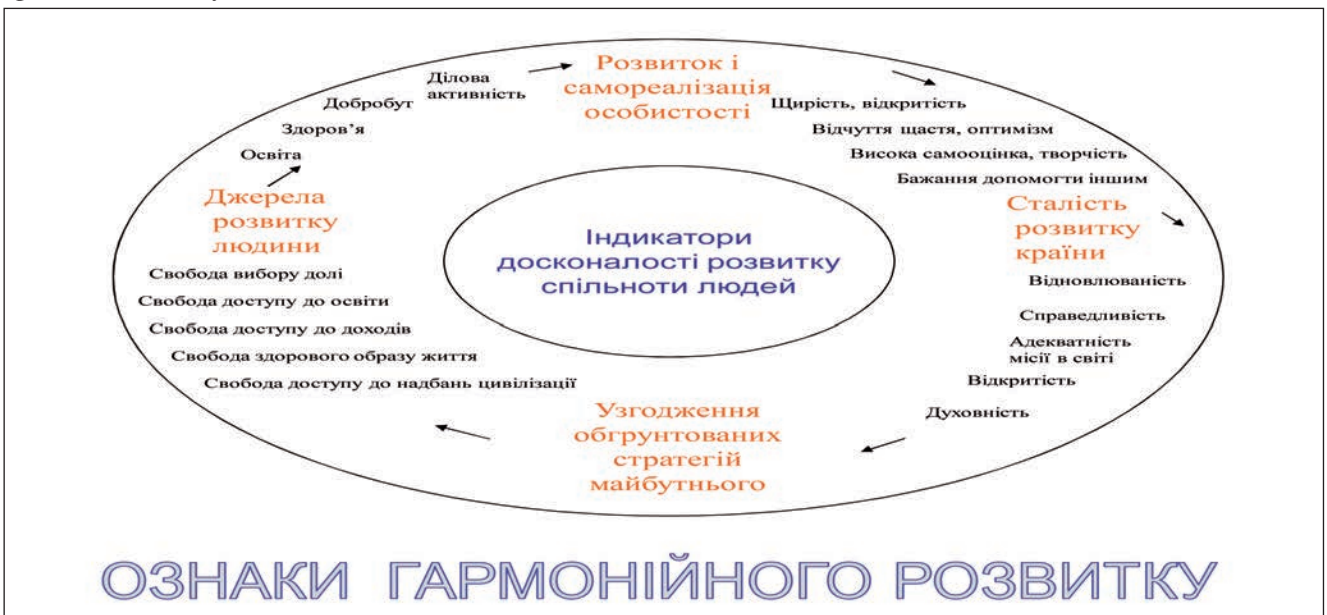 Розвиток і
самореалізація
особистості
Щирість, відкритість
Відчуття щастя, оптимізм
Висока самооцінка, творчість
Бажання допомогти іншим
Сталість
розвитку
країни
Відновлюваність
Справедливість
Адекватність
місії в світі
Відкритість
Духовність
Узгодження
обгрунтованих
стратегій
майбутнього
Джерела
розвитку
людини
Свобода вибору долі
Свобода доступу до освіти
Свобода доступу до доходів
Свобода здорового образу життя
Свобода доступу до надбань цивілізації
Освіта
Здоров’я
Добробут
Ділова
активність
Індикатори
досконалості розвитку
спільноти людей
ОЗНАКИ ГАРМОНІЙНОГО РОЗВИТКУ